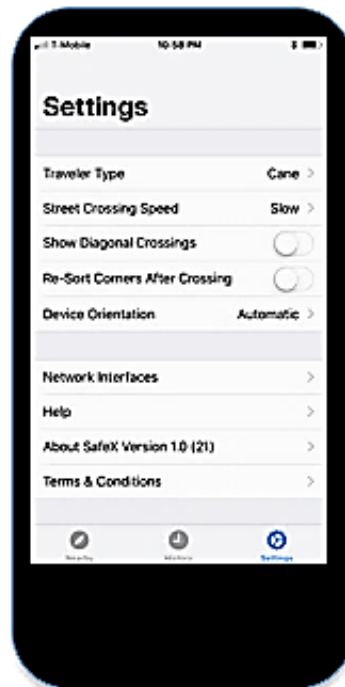 T-Mobile 10:58 PM
Settings
Traveler Type Cane >
Street Crossing Speed Slow >
Show Diagonal Crossings
Re-Sort Corners After Crossing
Device Orientation Automatic >
Network Interfaces >
Help >
About SafeX Version 1.0 (21) >
Terms & Conditions >
Nearby Settings